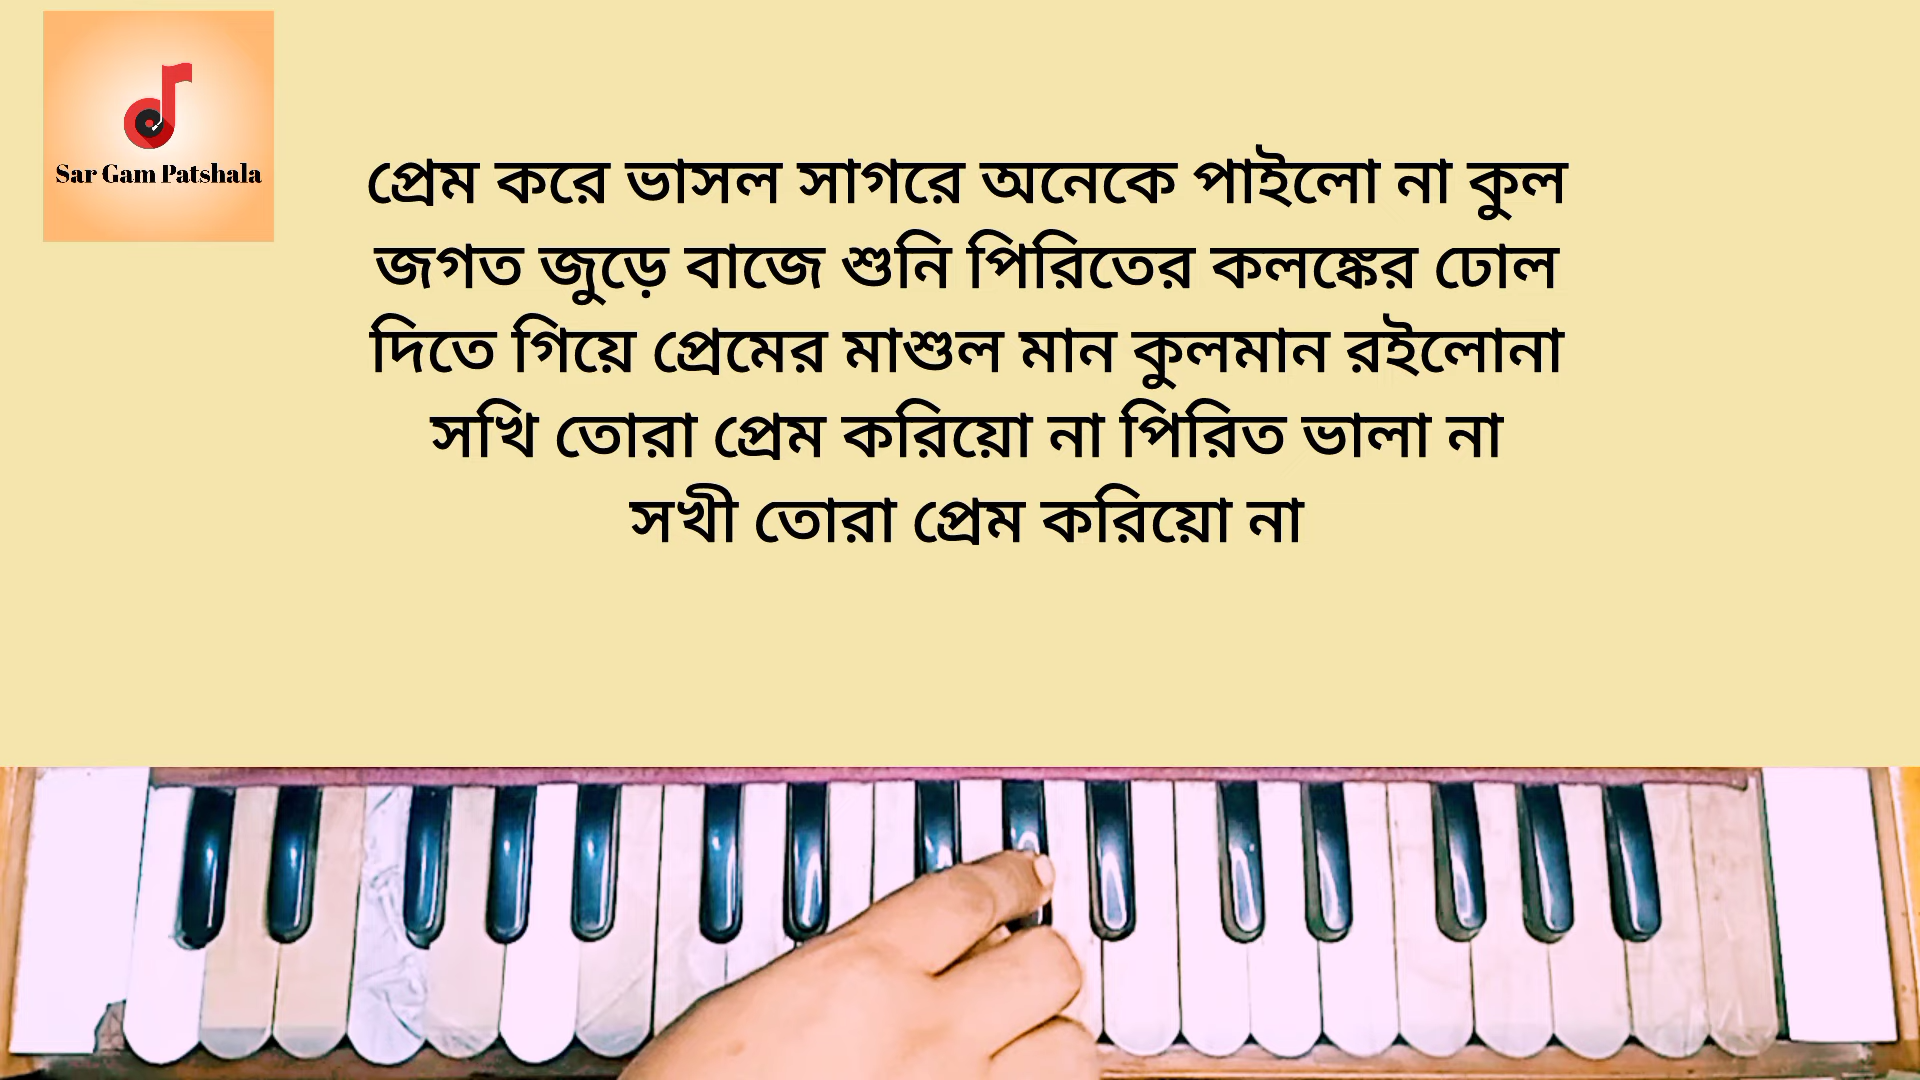 Sar Gam Patshala
প্রেম করে ভাসল সাগরে অনেকে পাইলো না কুল
জগত জুড়ে বাজে শুনি পিরিতের কলঙ্কের ঢোল
দিতে গিয়ে প্রেমের মাশুল মান কুলমান রইলোনা
সখি তোরা প্রেম করিয়ো না পিরিত ভালা না
সখী তোরা প্রেম করিয়ো না